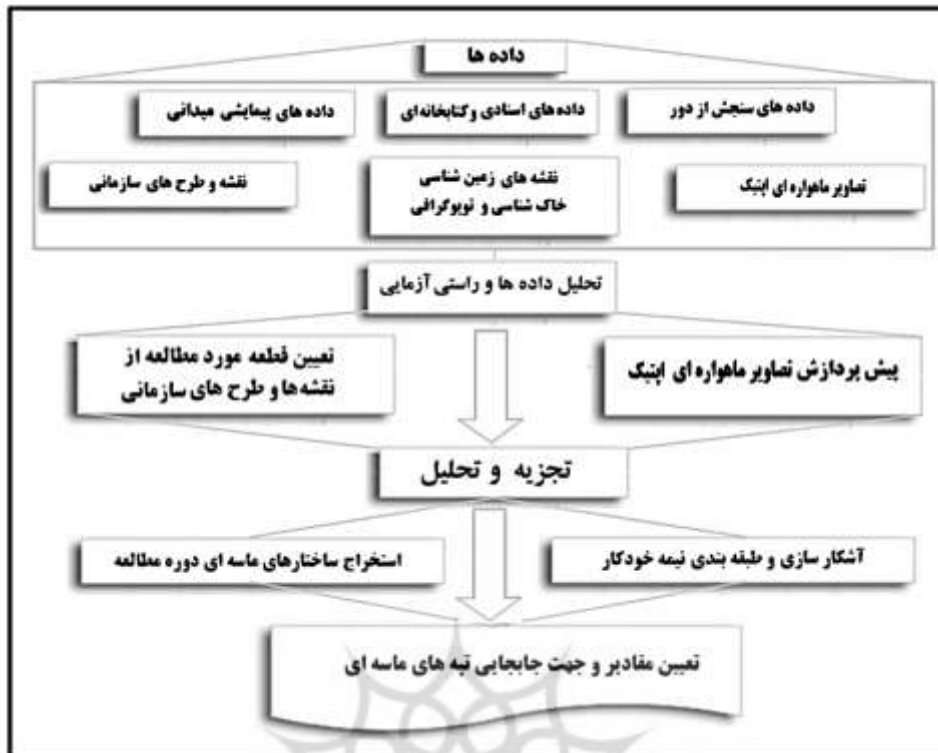 داده ها
داده های سنجش از دور
داده های اسنادی و کتابخانه ای
داده های پیمایشی میدانی
تصاویر ماهواره ای اپتیک
نقشه های زمین شناسی
خاک شناسی و توپوگرافی
نقشه و طرح های سازمانی
تحلیل داده ها و راستی آزمایی
پیش پردازش تصاویر ماهواره ای اپتیک
تعیین قطعه مورد مطالعه از
نقشه‌ها و طرح های سازمانی
تجزیه و تحلیل
آشکار سازی و طبقه بندی نیمه خودکار
استخراج ساختارهای ماسه ای دوره مطالعه
تعیین مقادیر و جهت جابجایی تپه های ماسه ای